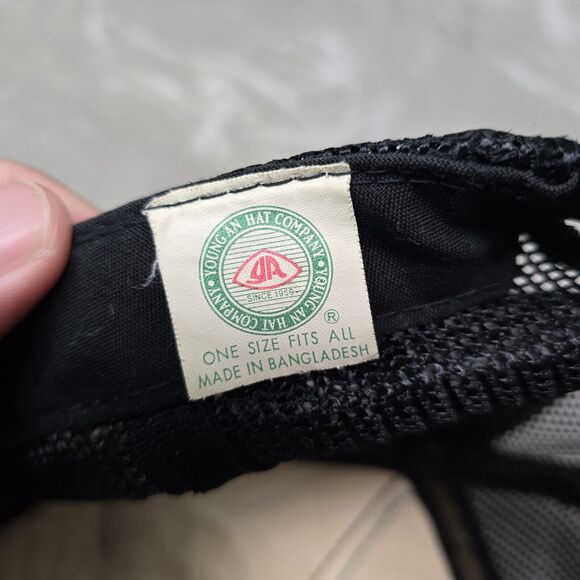 YOUNG AN HAT COMPANY
YOUNG AN HAT COMPANY
YA
SINCE 1959
®
ONE SIZE FITS ALL
MADE IN BANGLADESH